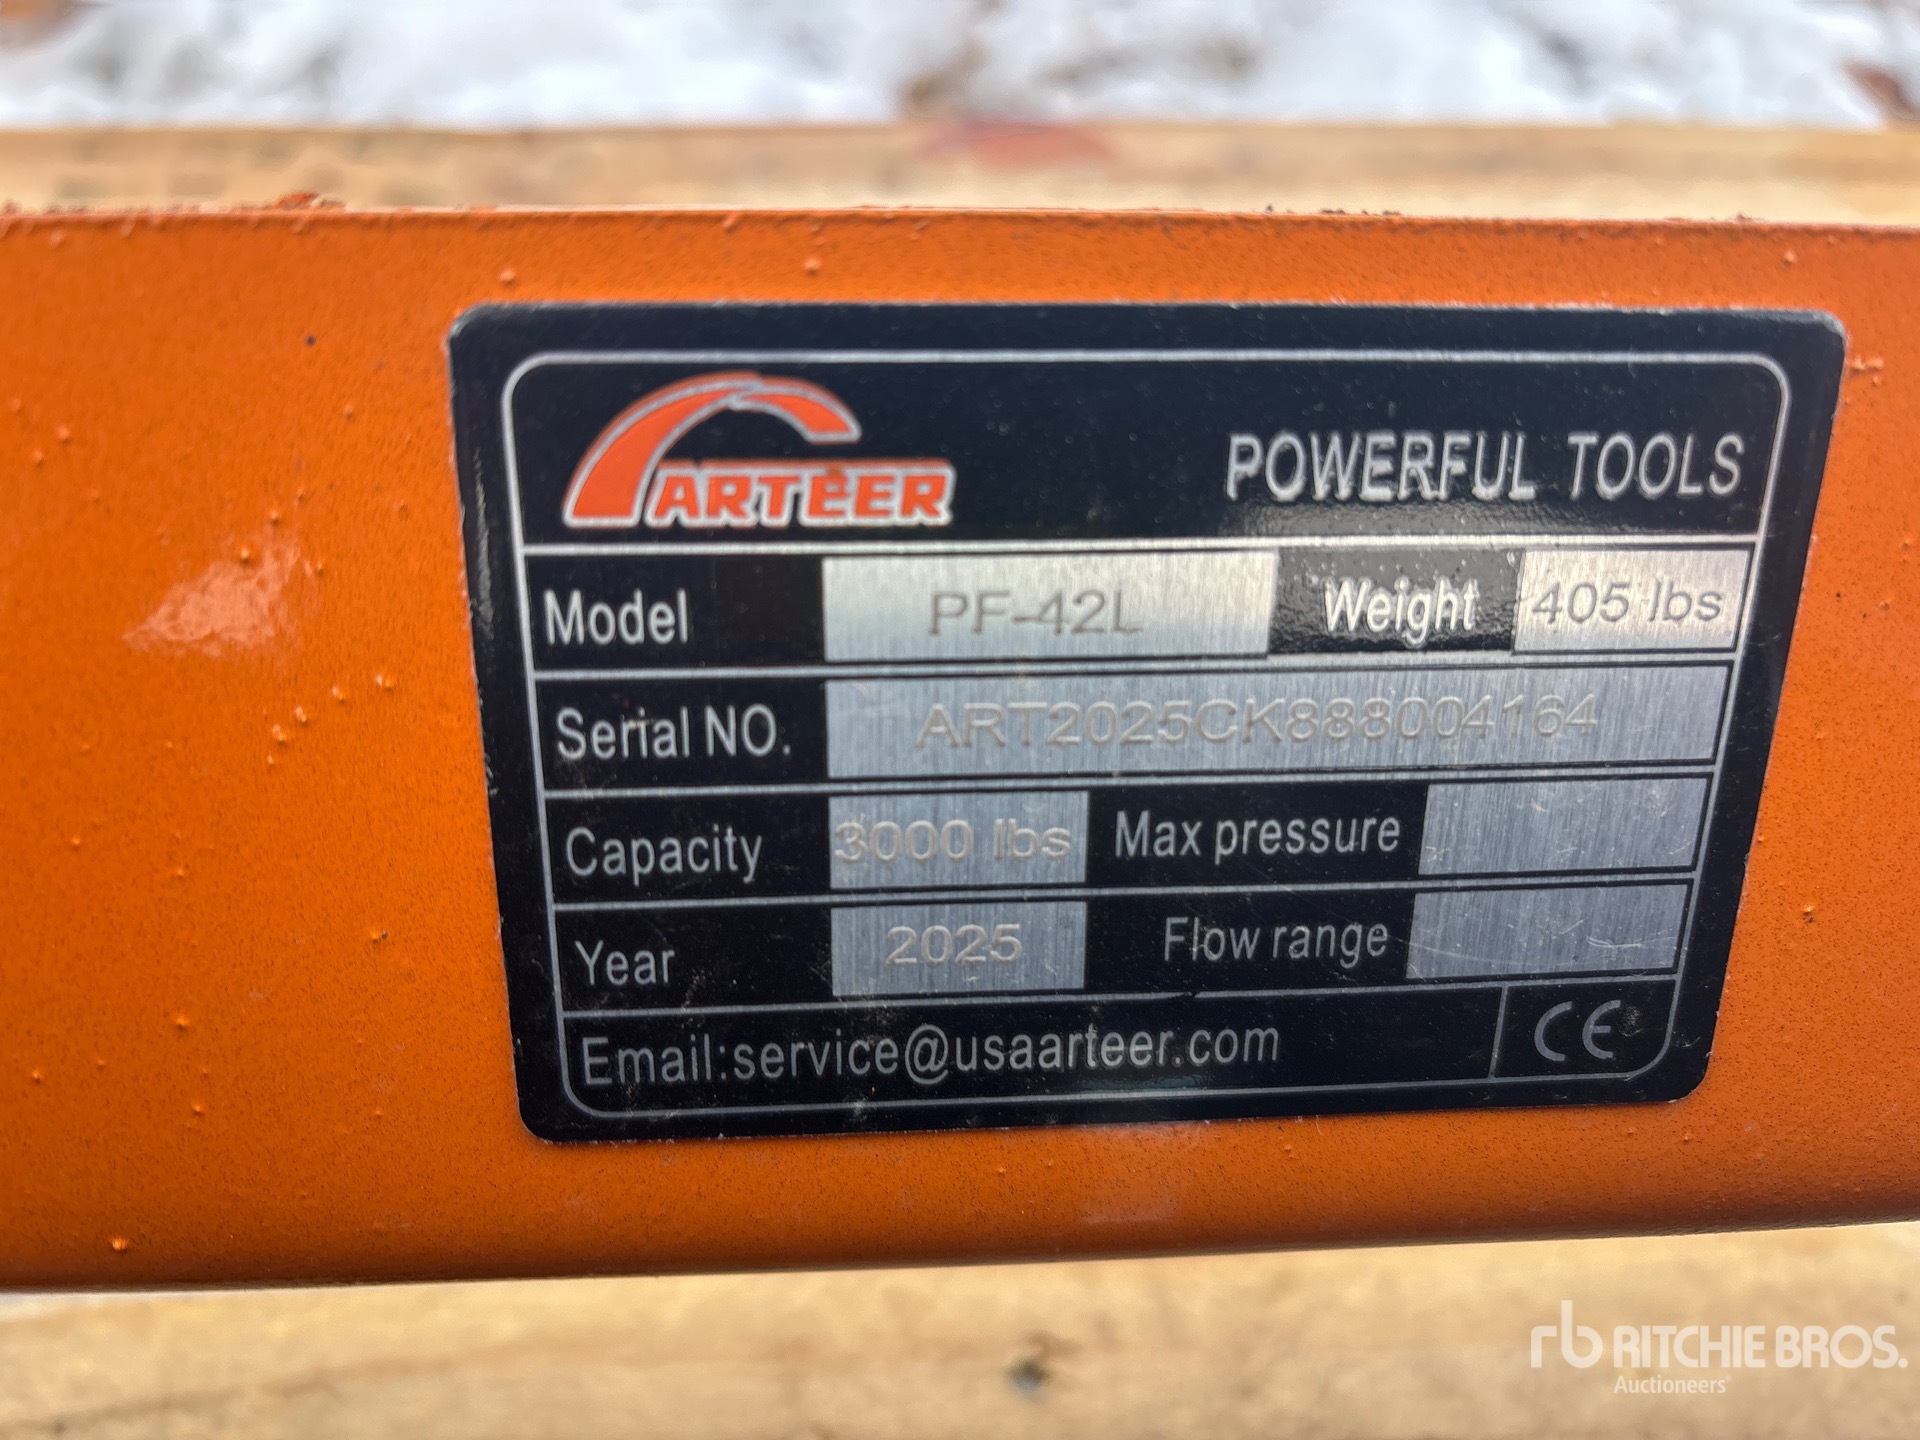 ARTEER
POWERFUL TOOLS
Model PF-42L Weight 405 lbs
Serial NO. ART2025CK888004164
Capacity 3000 lbs Max pressure
Year 2025 Flow range
Email:service@usaarteer.com CE
rb RITCHIE BROS.
Auctioneers